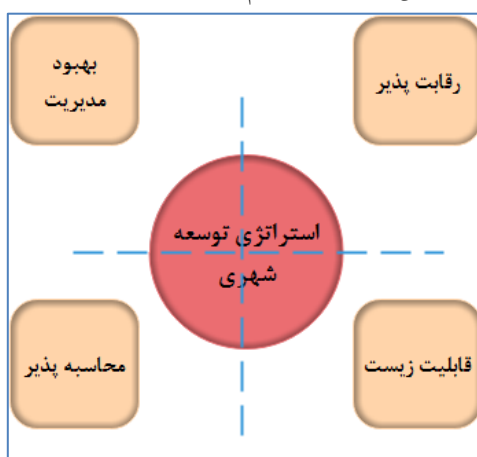 رقابت پذیر
بهبود
مدیریت
استراتژی توسعه
شهری
قابلیت زیست
محاسبه پذیر